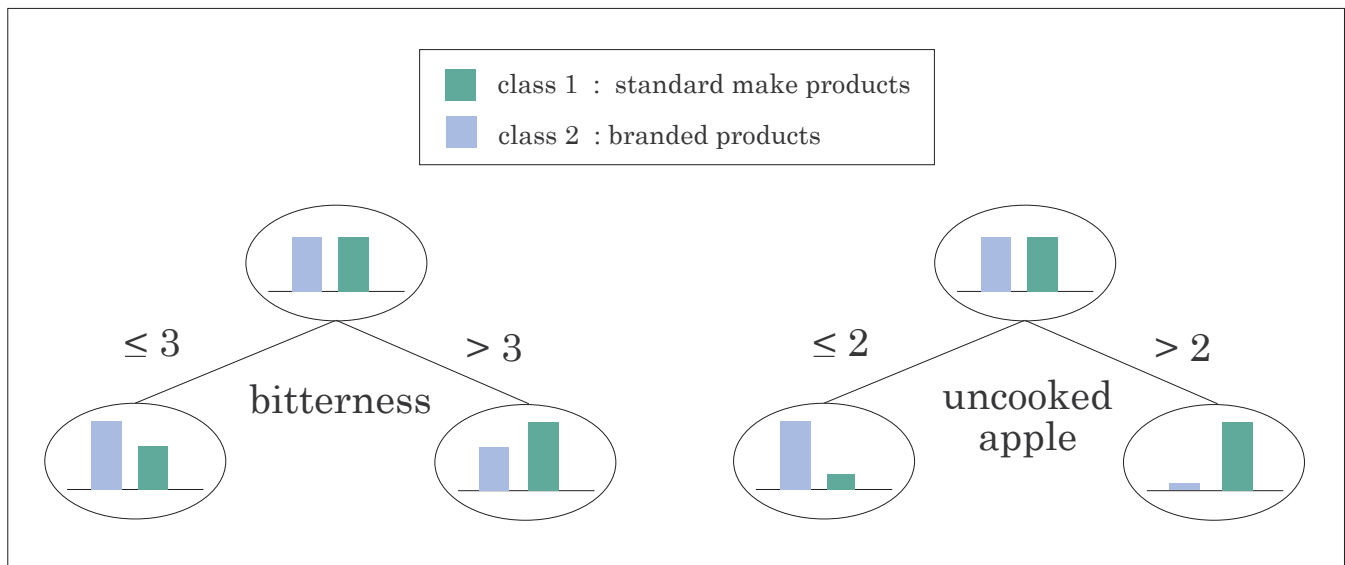 class 1 : standard make products
class 2 : branded products
≤ 3
> 3
bitterness
≤ 2
> 2
uncooked
apple